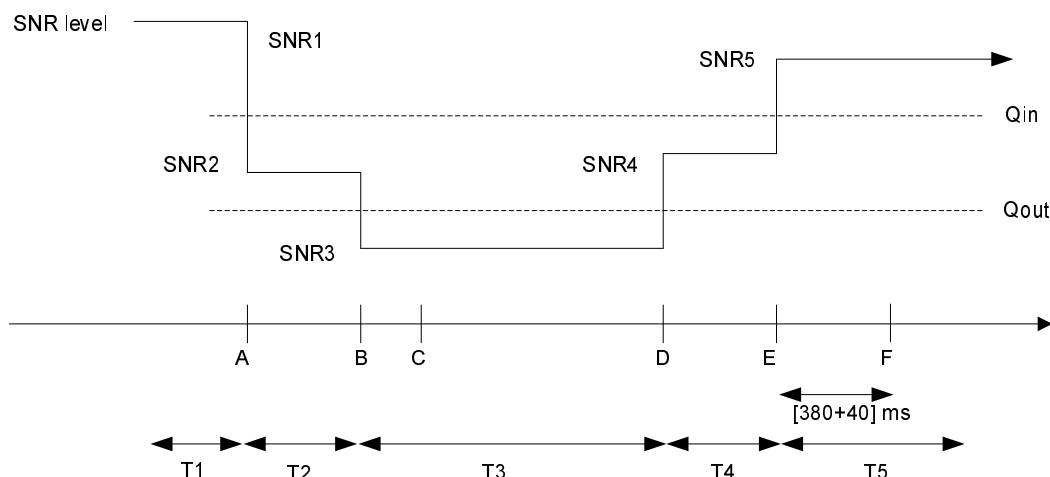 SNR level
SNR1
SNR5
Qin
SNR2
SNR4
Qout
SNR3
A B C D E F
[380+40] ms
T1 T2 T3 T4 T5